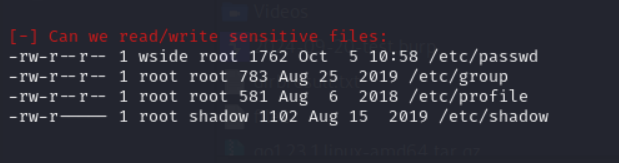 Videos
[-] Can we read/write sensitive files:
-rw-r--r-- 1 wside root 1762 Oct  5 10:58 /etc/passwd
-rw-r--r-- 1 root root 783 Aug 25  2019 /etc/group
-rw-r--r-- 1 root root 581 Aug  6  2018 /etc/profile
-rw-r----- 1 root shadow 1102 Aug 15  2019 /etc/shadow